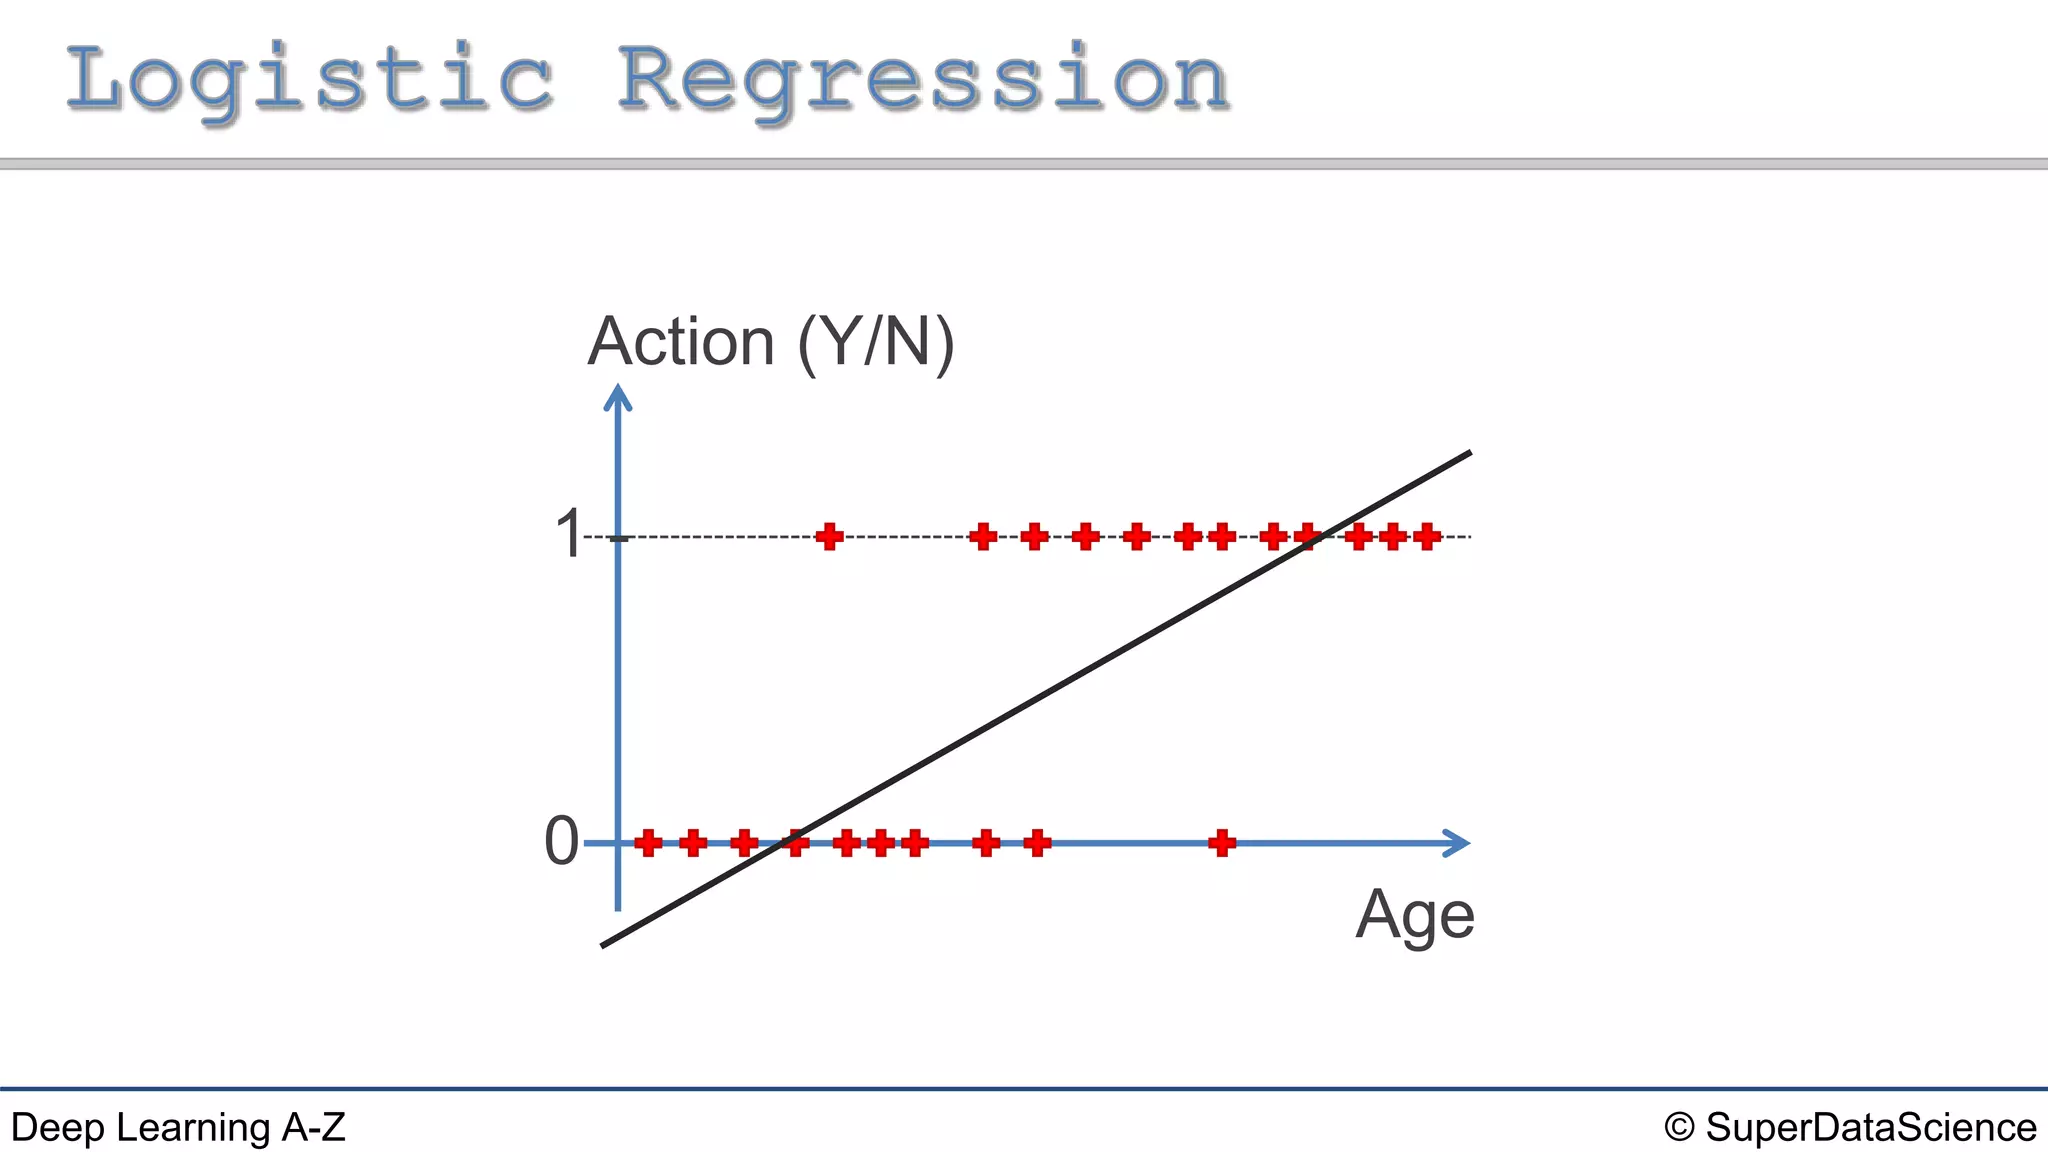 Logistic Regression
Action (Y/N)
1
0
Age
Deep Learning A-Z
© SuperDataScience